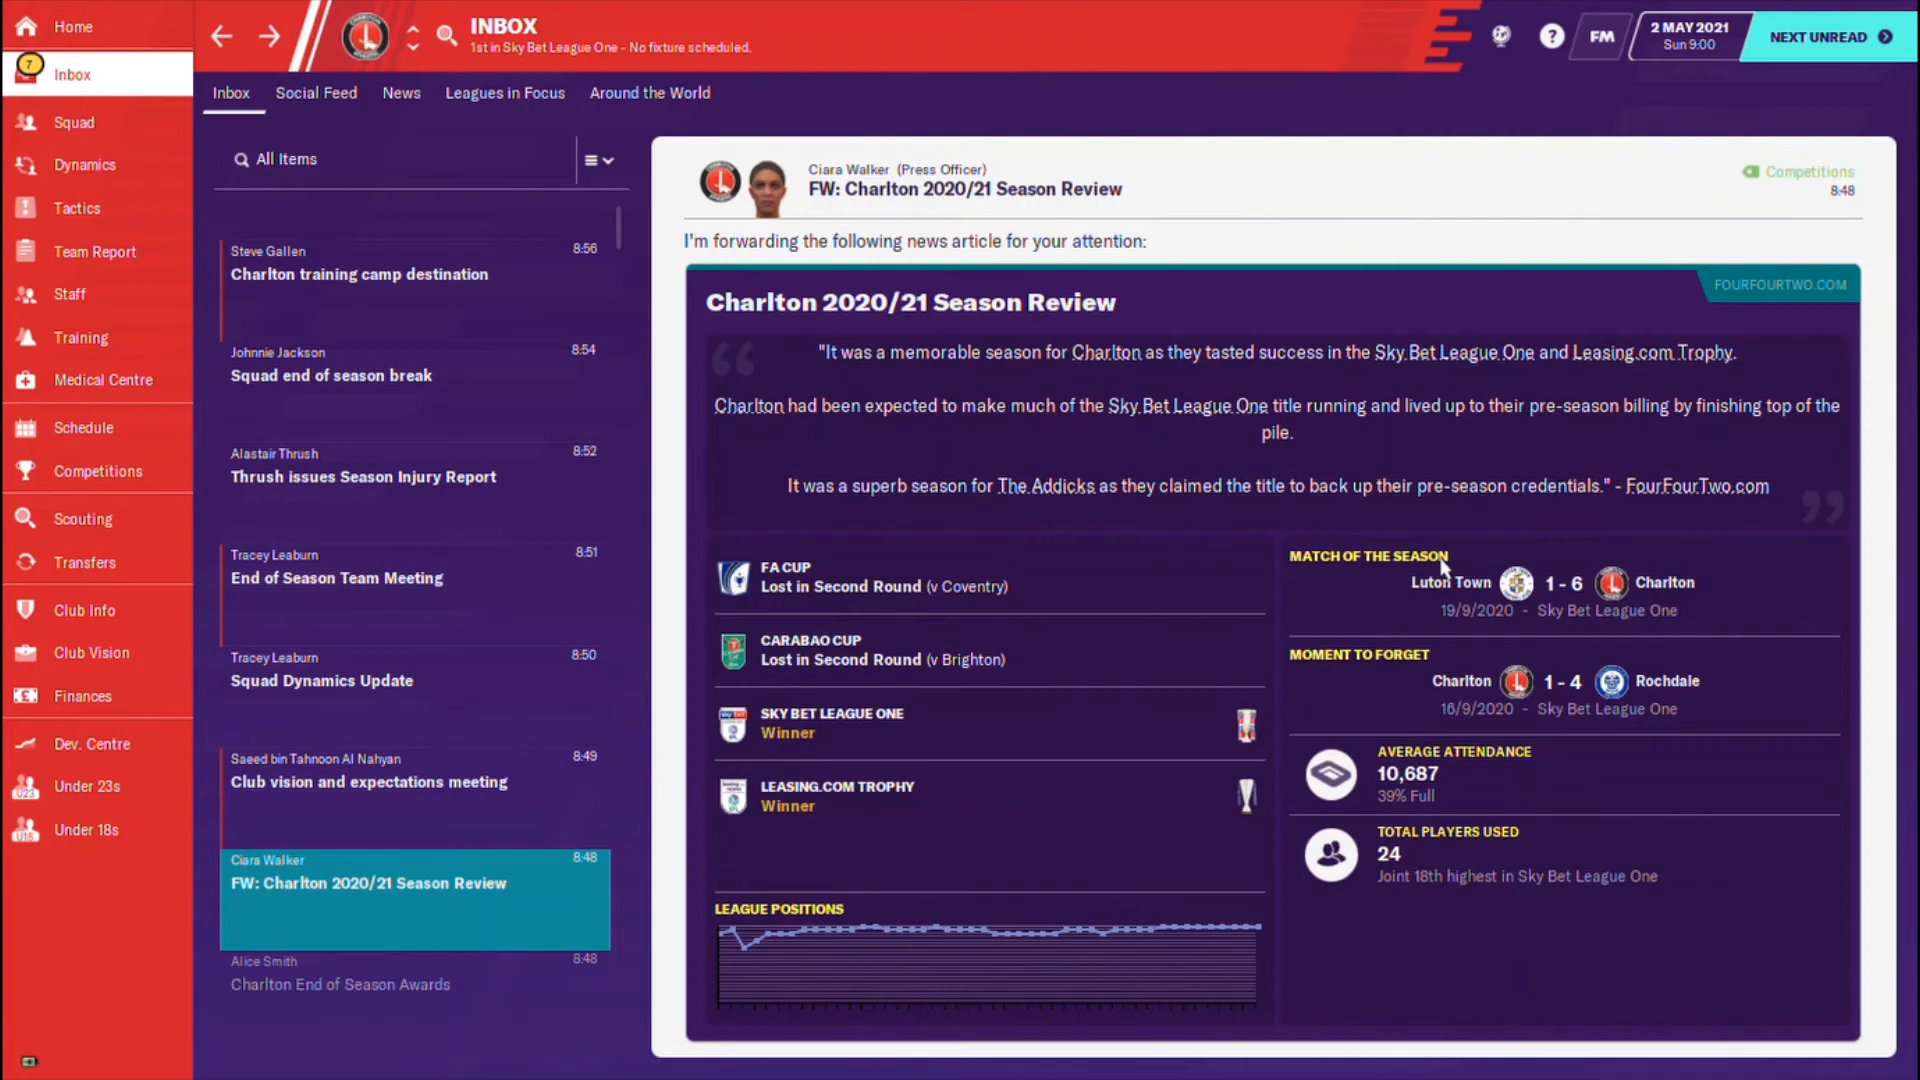 Home
7
Inbox
Squad
Dynamics
Tactics
Team Report
Staff
Training
Medical Centre
Schedule
Competitions
Scouting
Transfers
Club Info
Club Vision
Finances
Dev. Centre
Under 23s
Under 18s
INBOX
1st in Sky Bet League One - No fixture scheduled.
?
FM
2 MAY 2021
Sun 9:00
NEXT UNREAD
Inbox Social Feed News Leagues in Focus Around the World
All Items
Steve Gallen 8:56
Charlton training camp destination
Johnnie Jackson 8:54
Squad end of season break
Alastair Thrush 8:52
Thrush issues Season Injury Report
Tracey Leaburn 8:51
End of Season Team Meeting
Tracey Leaburn 8:50
Squad Dynamics Update
Saeed bin Tahnoon Al Nahyan 8:49
Club vision and expectations meeting
Ciara Walker 8:48
FW: Charlton 2020/21 Season Review
Alice Smith 8:48
Charlton End of Season Awards
Ciara Walker (Press Officer)
FW: Charlton 2020/21 Season Review
Competitions
8:48
I'm forwarding the following news article for your attention:
FOURFOURTWO.COM
Charlton 2020/21 Season Review
"It was a memorable season for Charlton as they tasted success in the Sky Bet League One and Leasing.com Trophy.
Charlton had been expected to make much of the Sky Bet League One title running and lived up to their pre-season billing by finishing top of the
pile.
It was a superb season for The Addicks as they claimed the title to back up their pre-season credentials." - FourFourTwo.com
FA CUP
Lost in Second Round (v Coventry)
CARABAO CUP
Lost in Second Round (v Brighton)
SKY BET LEAGUE ONE
Winner
LEASING.COM TROPHY
Winner
LEAGUE POSITIONS
MATCH OF THE SEASON
Luton Town 1 - 6 Charlton
19/9/2020 - Sky Bet League One
MOMENT TO FORGET
Charlton 1 - 4 Rochdale
16/9/2020 - Sky Bet League One
AVERAGE ATTENDANCE
10,687
39% Full
TOTAL PLAYERS USED
24
Joint 18th highest in Sky Bet League One